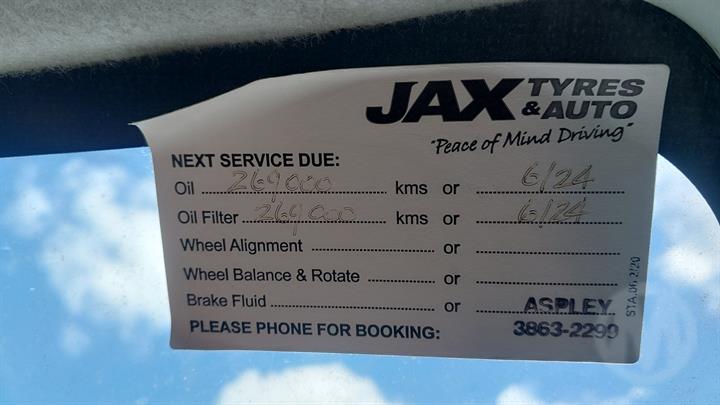 JAX TYRES & AUTO
"Peace of Mind Driving"
NEXT SERVICE DUE:
Oil 269000 kms or 6/24
Oil Filter 269000 kms or 6/24
Wheel Alignment or
Wheel Balance & Rotate or
Brake Fluid or ASPLEY
PLEASE PHONE FOR BOOKING: 3863-2299
STA.06.2/20